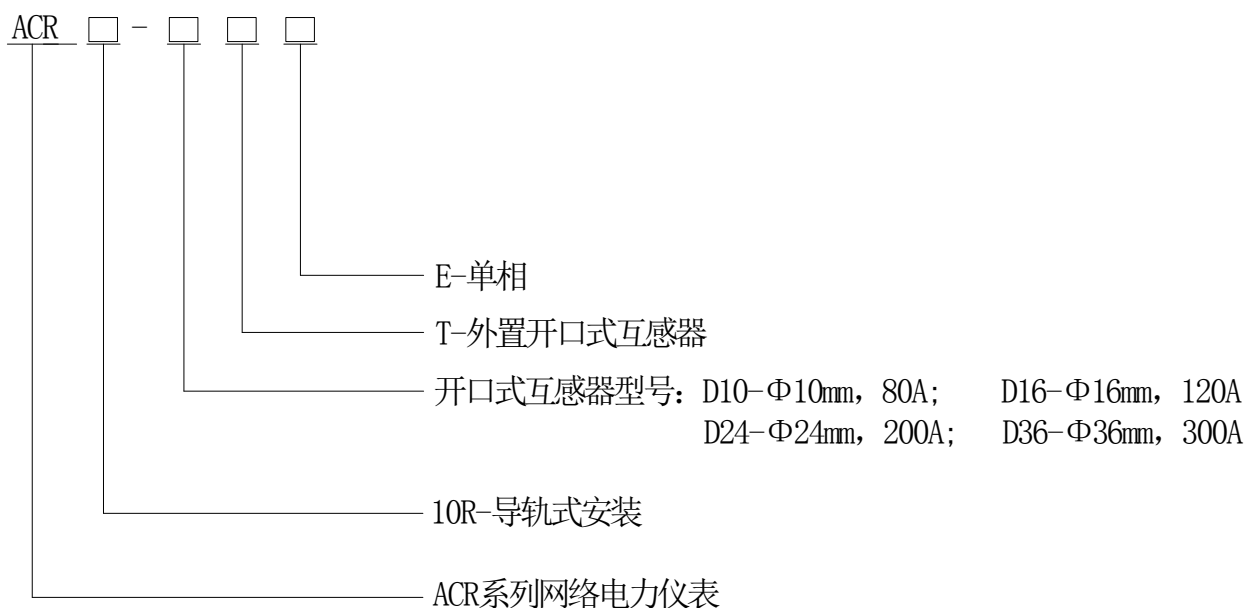 ACR □ - □ □ □
E-单相
T-外置开口式互感器
开口式互感器型号：D10-Φ10mm，80A； D16-Φ16mm，120A
D24-Φ24mm，200A； D36-Φ36mm，300A
10R-导轨式安装
ACR系列网络电力仪表